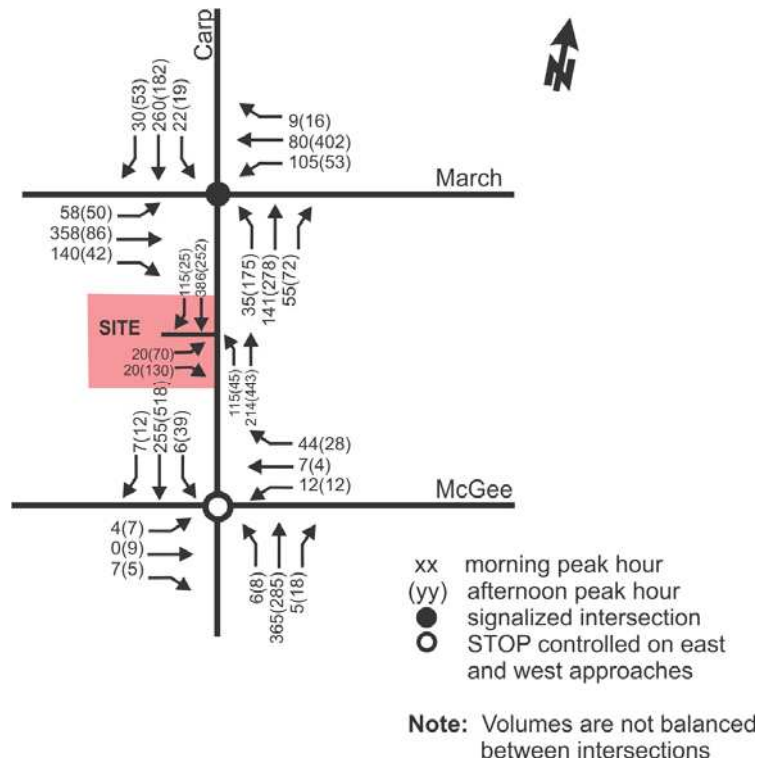 Carp
N
30(53)
260(182)
22(19)
9(16)
80(402)
105(53)
March
58(50)
358(86)
140(42)
35(175)
141(278)
55(72)
115(25)
386(252)
SITE
20(70)
20(130)
115(45)
214(443)
7(12)
255(518)
6(39)
44(28)
7(4)
12(12)
McGee
4(7)
0(9)
7(5)
6(8)
365(285)
5(18)
xx morning peak hour
(yy) afternoon peak hour
signalized intersection
STOP controlled on east
and west approaches
Note: Volumes are not balanced
between intersections